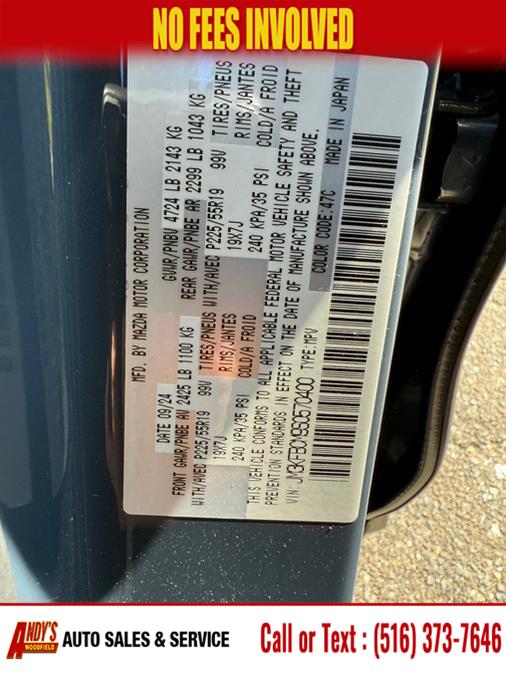 NO FEES INVOLVED
MFD. BY MAZDA MOTOR CORPORATION
DATE 09/24 GVWR/PNBV 4724 LB 2143 KG
FRONT GAWR/PNBE AV 2425 LB 1100 KG REAR GAWR/PNBE AR 2299 LB 1043 KG
WITH/AVEC P225/55R19 99V TIRES/PNEUS WITH/AVEC P225/55R19 99V TIRES/PNEUS
19X7J RIMS/JANTES 19X7J RIMS/JANTES
240 KPA/35 PSI COLD/A FROID 240 KPA/35 PSI COLD/A FROID
THIS VEHICLE CONFORMS TO ALL APPLICABLE FEDERAL MOTOR VEHICLE SAFETY AND THEFT
PREVENTION STANDARDS IN EFFECT ON THE DATE OF MANUFACTURE SHOWN ABOVE.
VIN: JM3KFBCM9S0570400 TYPE:MPV COLOR CODE:47C MADE IN JAPAN
ANDY'S
WOODFIELD
AUTO SALES & SERVICE
Call or Text : (516) 373-7646